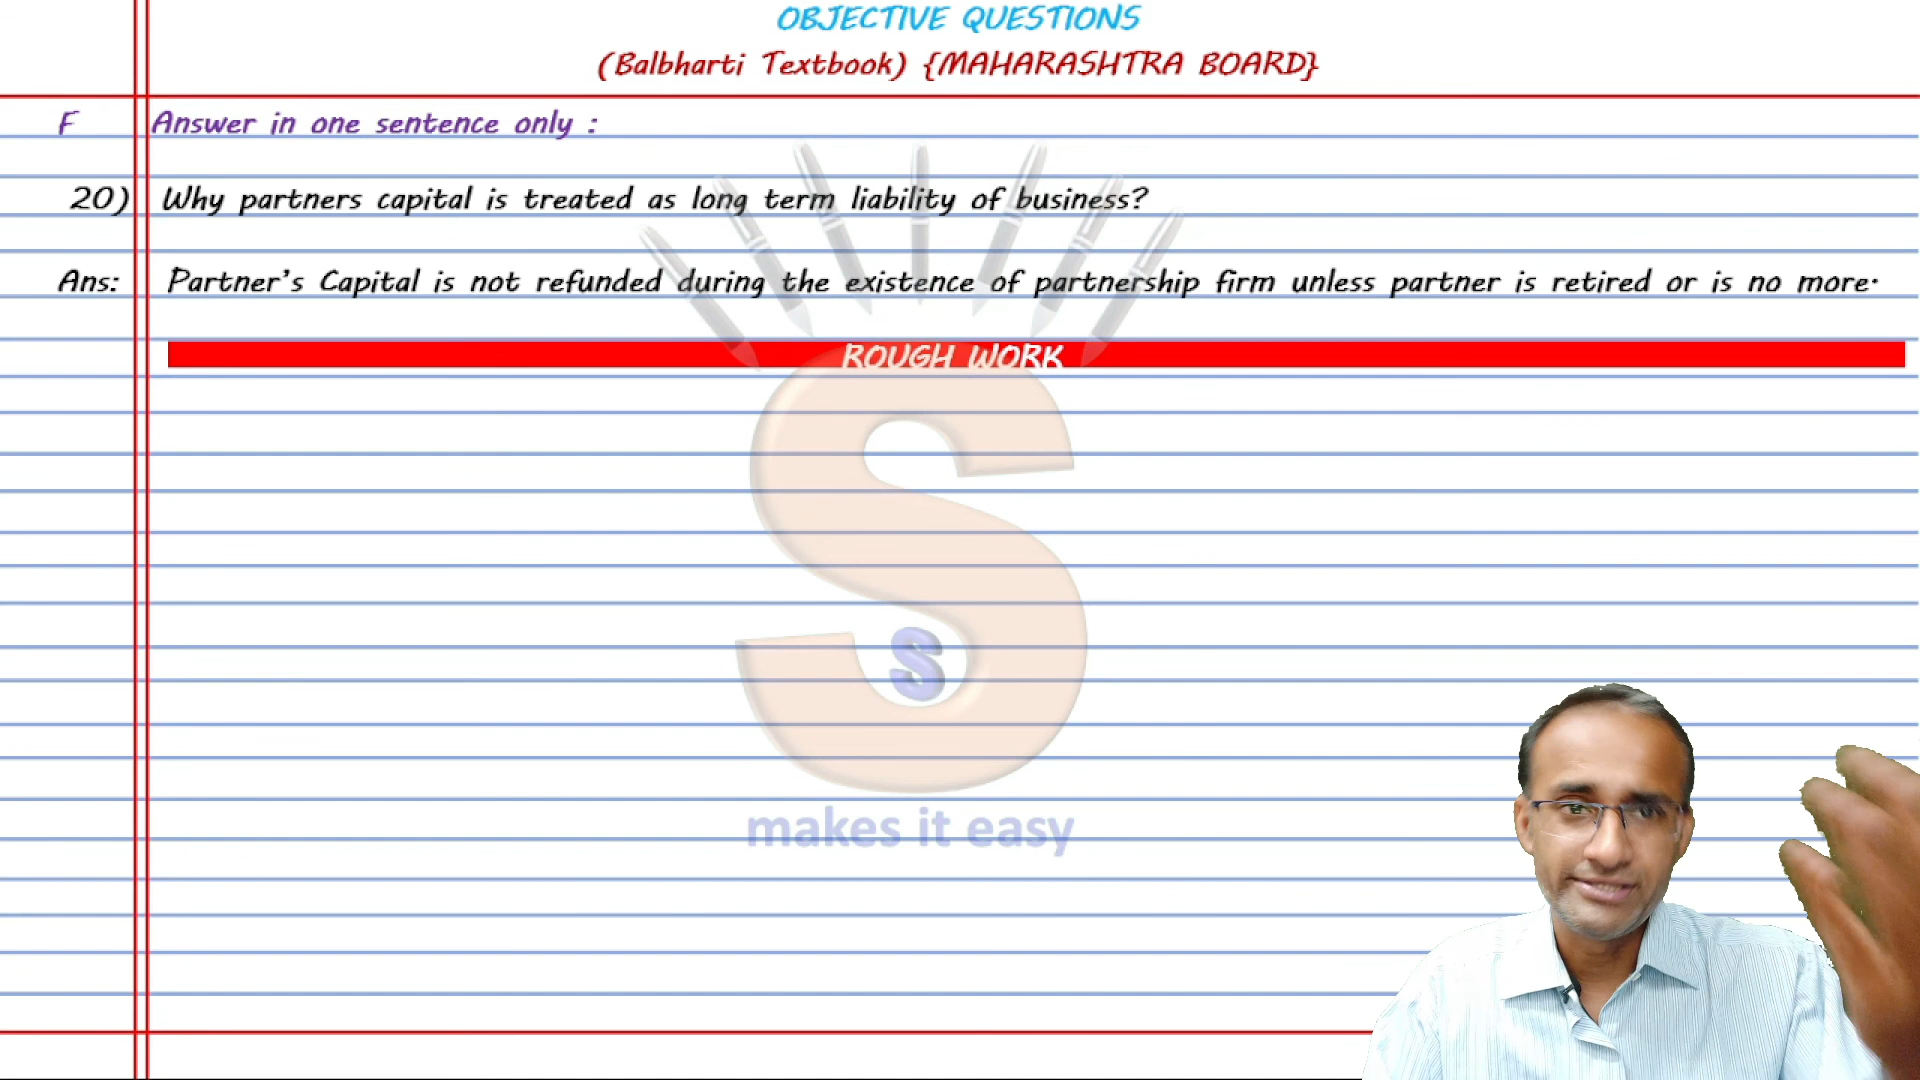 OBJECTIVE QUESTIONS
(Balbharti Textbook) {MAHARASHTRA BOARD}
F Answer in one sentence only :
20) Why partners capital is treated as long term liability of business?
Ans: Partner's Capital is not refunded during the existence of partnership firm unless partner is retired or is no more.
ROUGH WORK
S
S
makes it easy